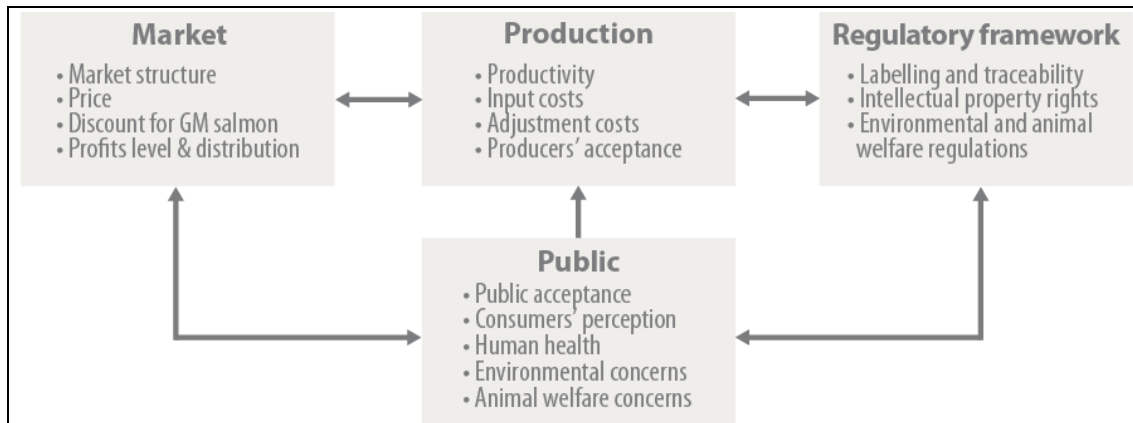 Market
• Market structure
• Price
• Discount for GM salmon
• Profits level & distribution
Production
• Productivity
• Input costs
• Adjustment costs
• Producers’ acceptance
Regulatory framework
• Labelling and traceability
• Intellectual property rights
• Environmental and animal
welfare regulations
Public
• Public acceptance
• Consumers’ perception
• Human health
• Environmental concerns
• Animal welfare concerns